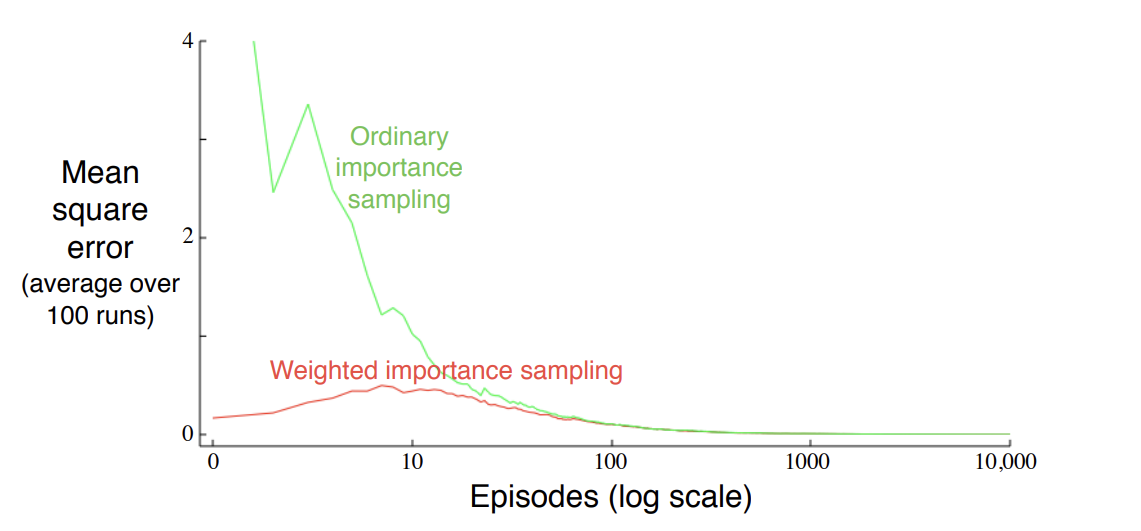 4
Ordinary
importance
sampling
Mean
square
error
(average over
100 runs)
2
Weighted importance sampling
0
0 10 100 1000 10,000
Episodes (log scale)